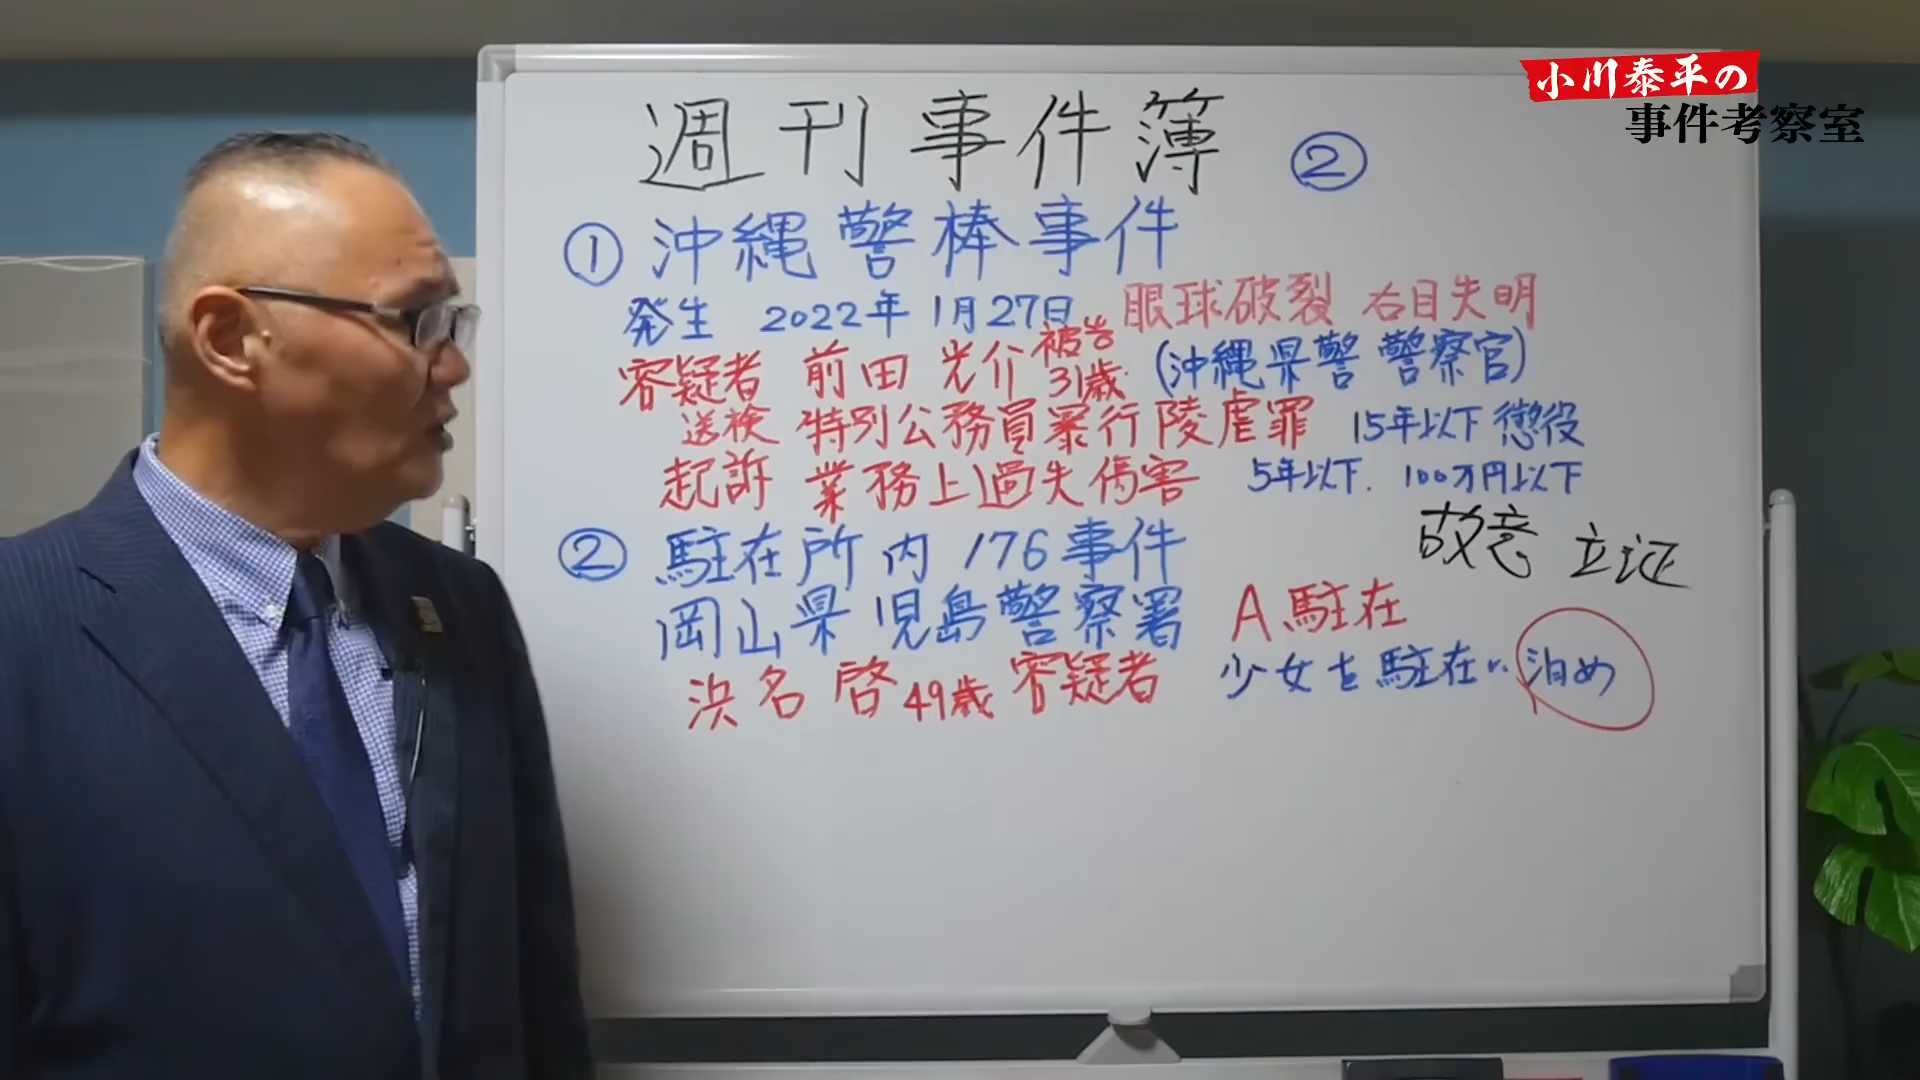 小川泰平の
事件考察室
週刊事件簿 ②
① 沖縄警棒事件
発生 2022年1月27日 眼球破裂 右目失明
容疑者 前田光介 被告 31歳 (沖縄県警 警察官)
送検 特別公務員暴行陵虐罪 15年以下 懲役
起訴 業務上過失傷害 5年以下. 100万円以下
故意 立証
② 駐在所内 176事件
岡山県 児島警察署 A駐在
浜名 啓 49歳 容疑者 少女を駐在に泊め